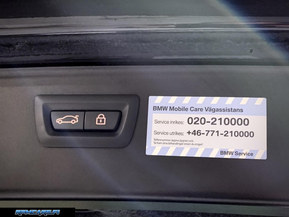 BMW Mobile Care Vägassistans
Service inrikes: 020-210000
Service utrikes: +46-771-210000
BMW Service